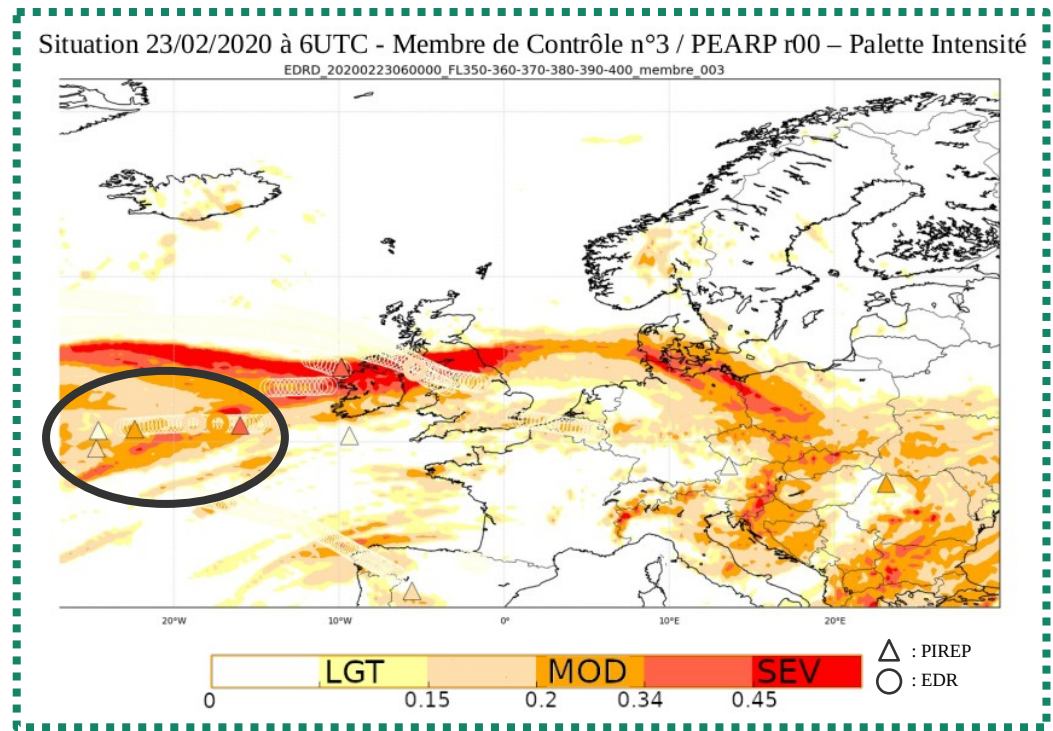 Situation 23/02/2020 à 6UTC - Membre de Contrôle n°3 / PEARP r00 – Palette Intensité
EDRD_20200223060000_FL350-360-370-380-390-400_membre_003
20°W 10°W 0° 10°E 20°E
LGT MOD SEV
0 0.15 0.2 0.34 0.45
: PIREP
: EDR